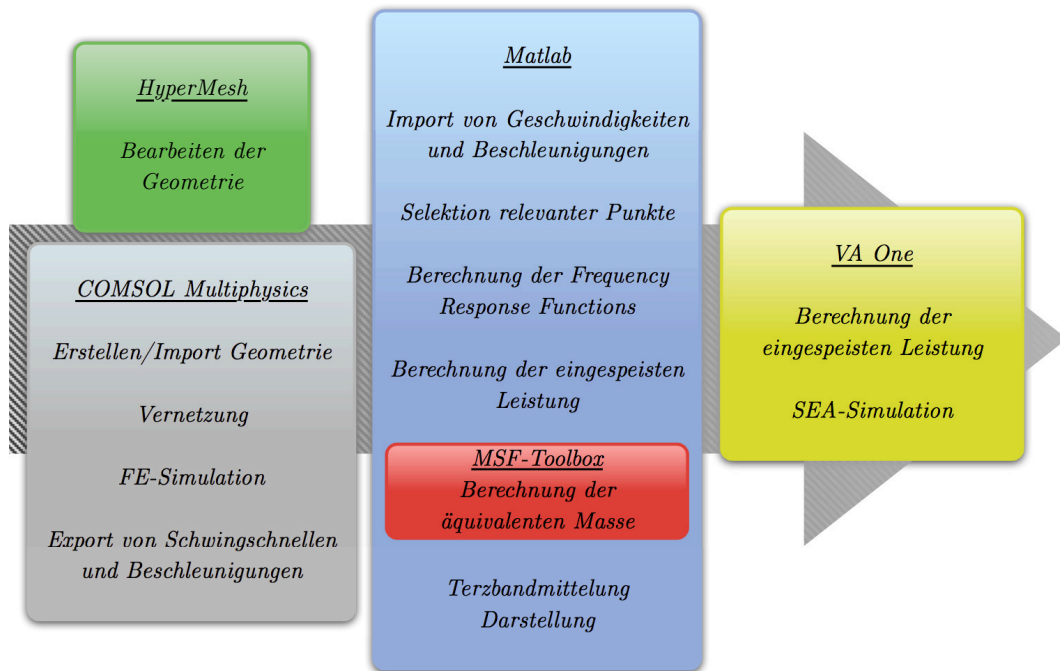 HyperMesh
Bearbeiten der
Geometrie
COMSOL Multiphysics
Erstellen/Import Geometrie
Vernetzung
FE-Simulation
Export von Schwingschnellen
und Beschleunigungen
Matlab
Import von Geschwindigkeiten
und Beschleunigungen
Selektion relevanter Punkte
Berechnung der Frequency
Response Functions
Berechnung der eingespeisten
Leistung
MSF-Toolbox
Berechnung der
äquivalenten Masse
Terzbandmittelung
Darstellung
VA One
Berechnung der
eingespeisten Leistung
SEA-Simulation